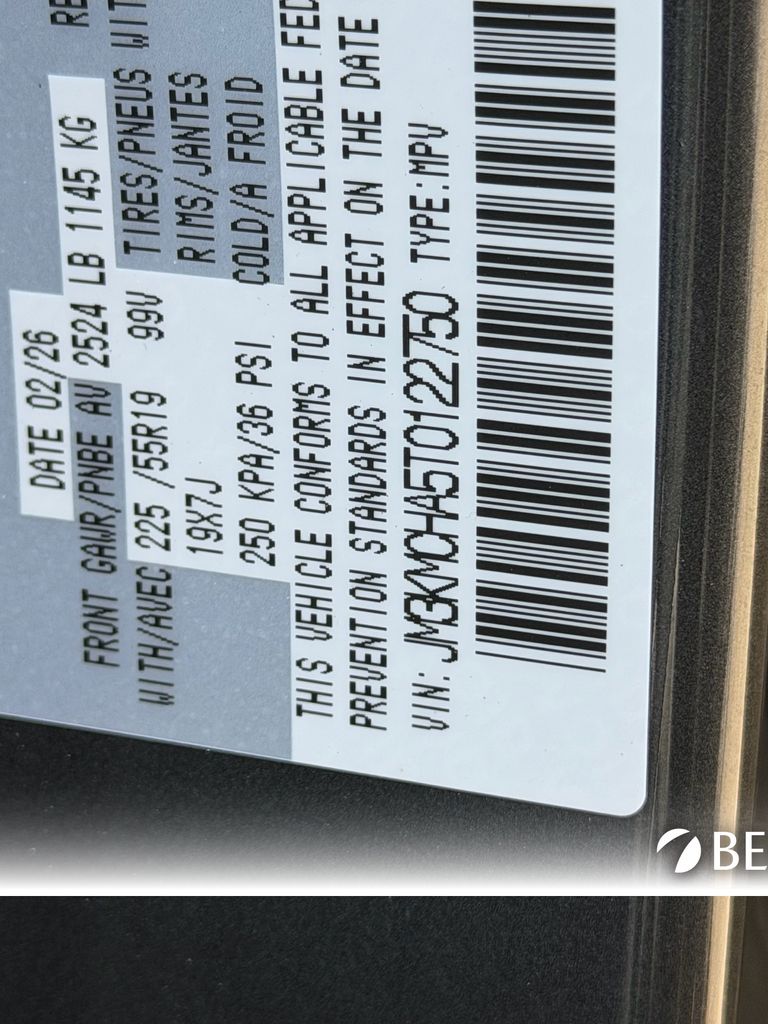 DATE 02/26
FRONT GAWR/PNBE AV 2524 LB 1145 KG RE
WITH/AVEC 225 /55R19 99V TIRES/PNEUS WIT
19X7J RIMS/JANTES
250 KPA/36 PSI COLD/A FROID
THIS VEHICLE CONFORMS TO ALL APPLICABLE FED
PREVENTION STANDARDS IN EFFECT ON THE DATE
VIN: JM3KMCHA5T0122750 TYPE:MPV
BE